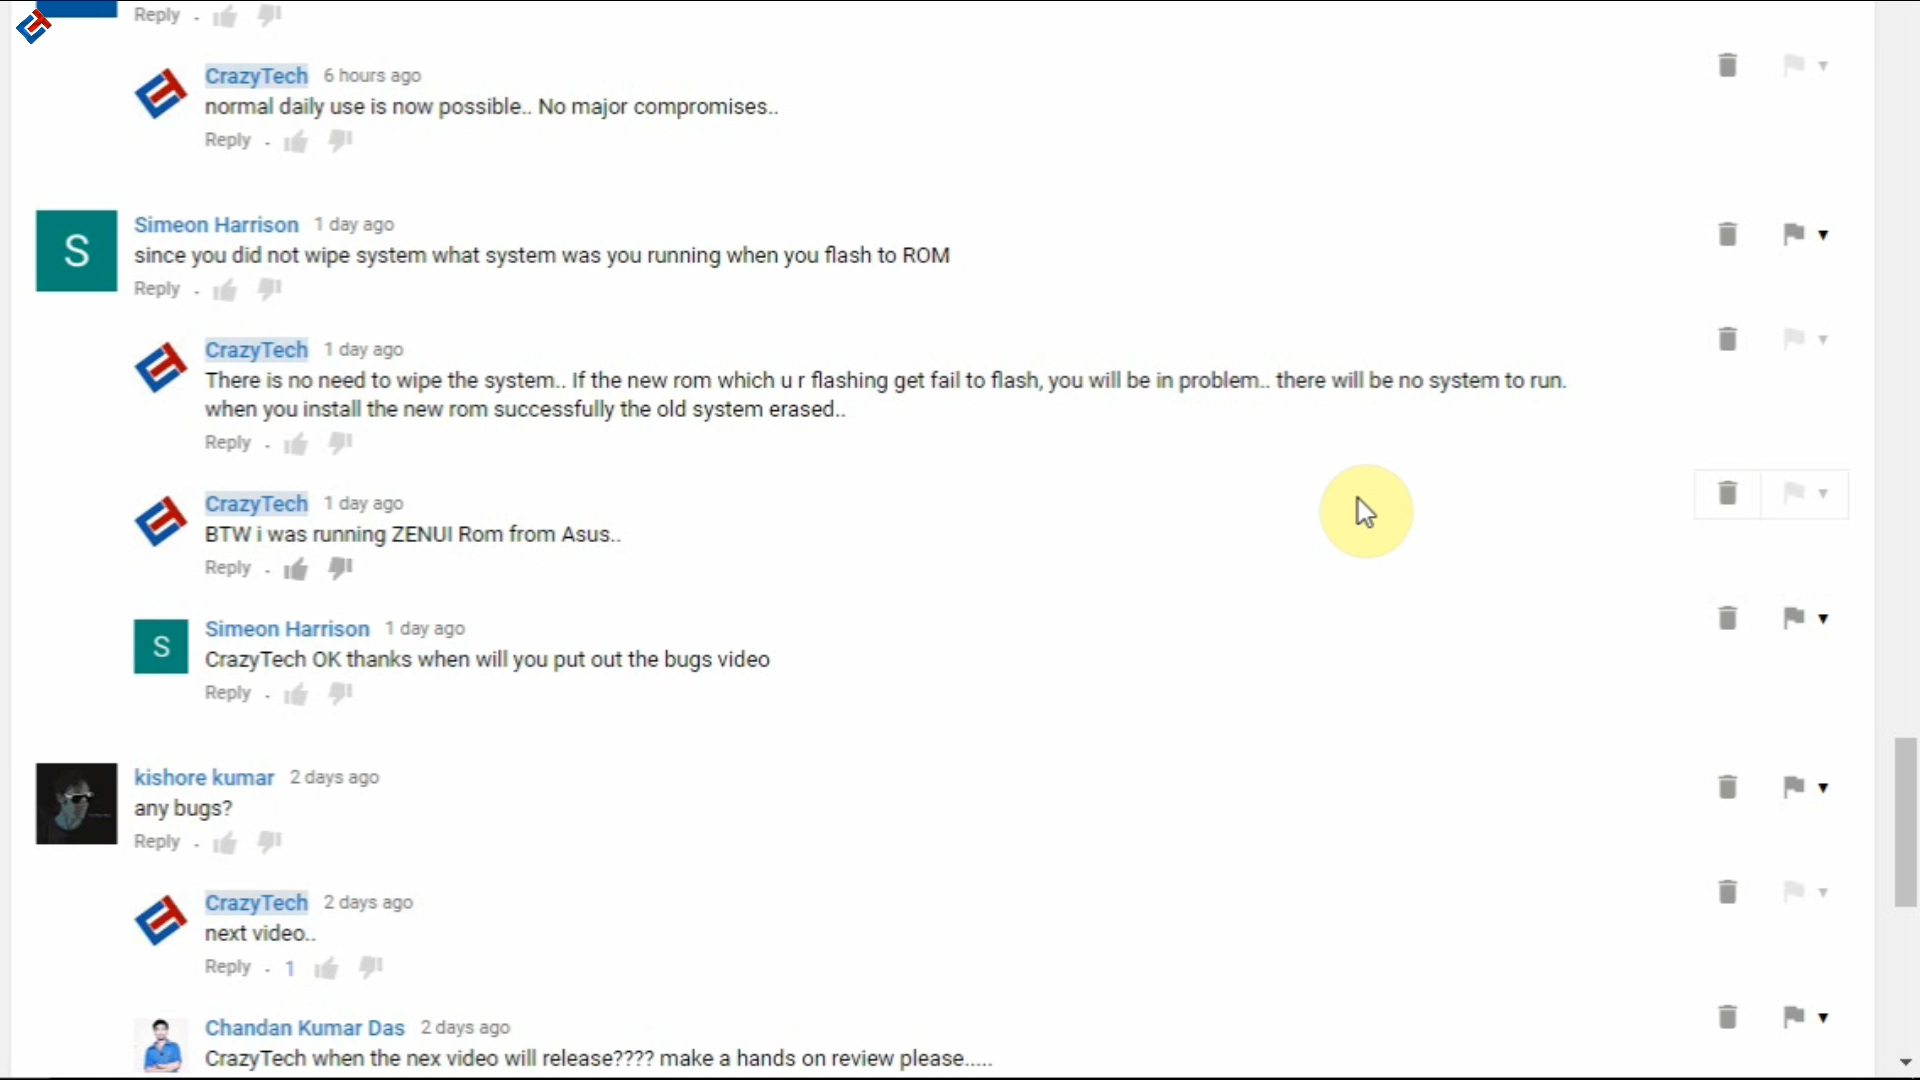 Reply .
CrazyTech 6 hours ago
normal daily use is now possible.. No major compromises..
Reply .
S
Simeon Harrison 1 day ago
since you did not wipe system what system was you running when you flash to ROM
Reply .
CrazyTech 1 day ago
There is no need to wipe the system.. If the new rom which u r flashing get fail to flash, you will be in problem.. there will be no system to run.
when you install the new rom successfully the old system erased..
Reply .
CrazyTech 1 day ago
BTW i was running ZENUI Rom from Asus..
Reply .
S
Simeon Harrison 1 day ago
CrazyTech OK thanks when will you put out the bugs video
Reply .
kishore kumar 2 days ago
any bugs?
Reply .
CrazyTech 2 days ago
next video..
Reply . 1
Chandan Kumar Das 2 days ago
CrazyTech when the nex video will release???? make a hands on review please.....